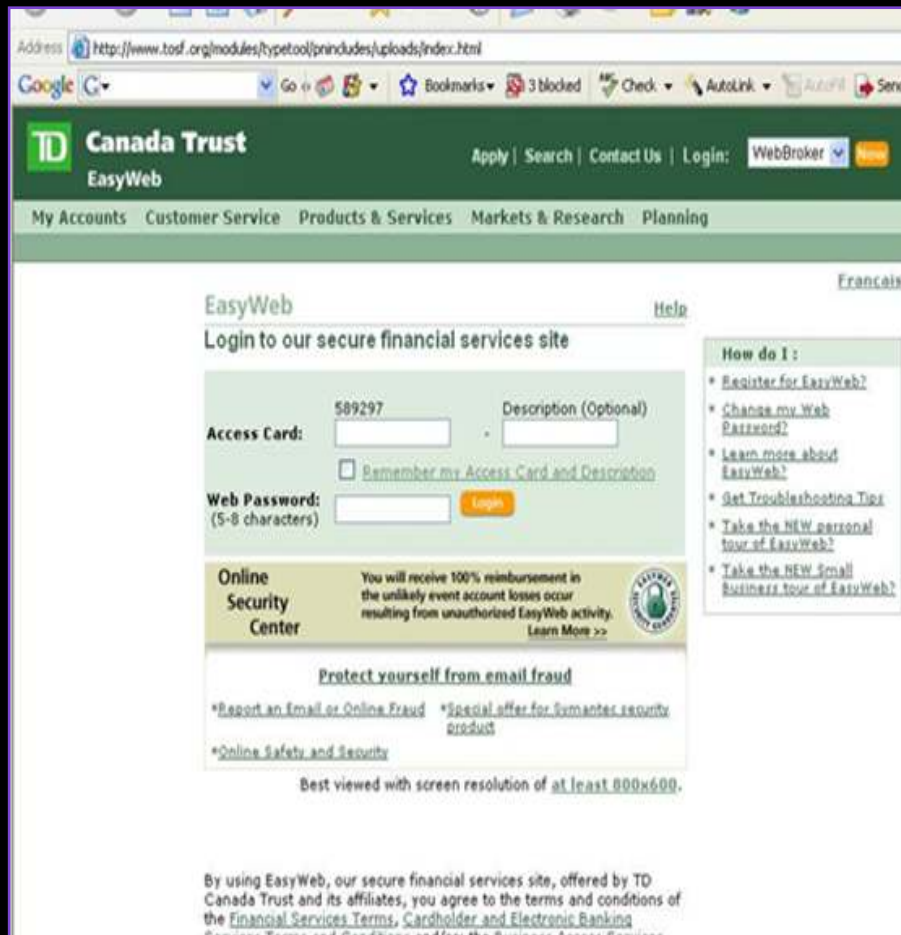 Address http://www.tosf.org/modules/typetool/pnincludes/uploads/index.html
Google G Go Bookmarks 3 blocked Check AutoLink AutoFill Send
TD Canada Trust
EasyWeb
Apply | Search | Contact Us | Login: WebBroker
My Accounts Customer Service Products & Services Markets & Research Planning
Francais
EasyWeb Help
Login to our secure financial services site
589297 Description (Optional)
Access Card: -
Remember my Access Card and Description
Web Password:
(5-8 characters)
Login
How do I :
* Register for EasyWeb?
* Change my Web
Password?
* Learn more about
EasyWeb?
* Get Troubleshooting Tips
* Take the NEW personal
tour of EasyWeb?
* Take the NEW Small
Business tour of EasyWeb?
Online
Security
Center
You will receive 100% reimbursement in
the unlikely event account losses occur
resulting from unauthorized EasyWeb activity.
Learn More >>
Protect yourself from email fraud
*Report an Email or Online Fraud *Special offer for Symantec security
product
*Online Safety and Security
Best viewed with screen resolution of at least 800x600.
By using EasyWeb, our secure financial services site, offered by TD
Canada Trust and its affiliates, you agree to the terms and conditions of
the Financial Services Terms, Cardholder and Electronic Banking